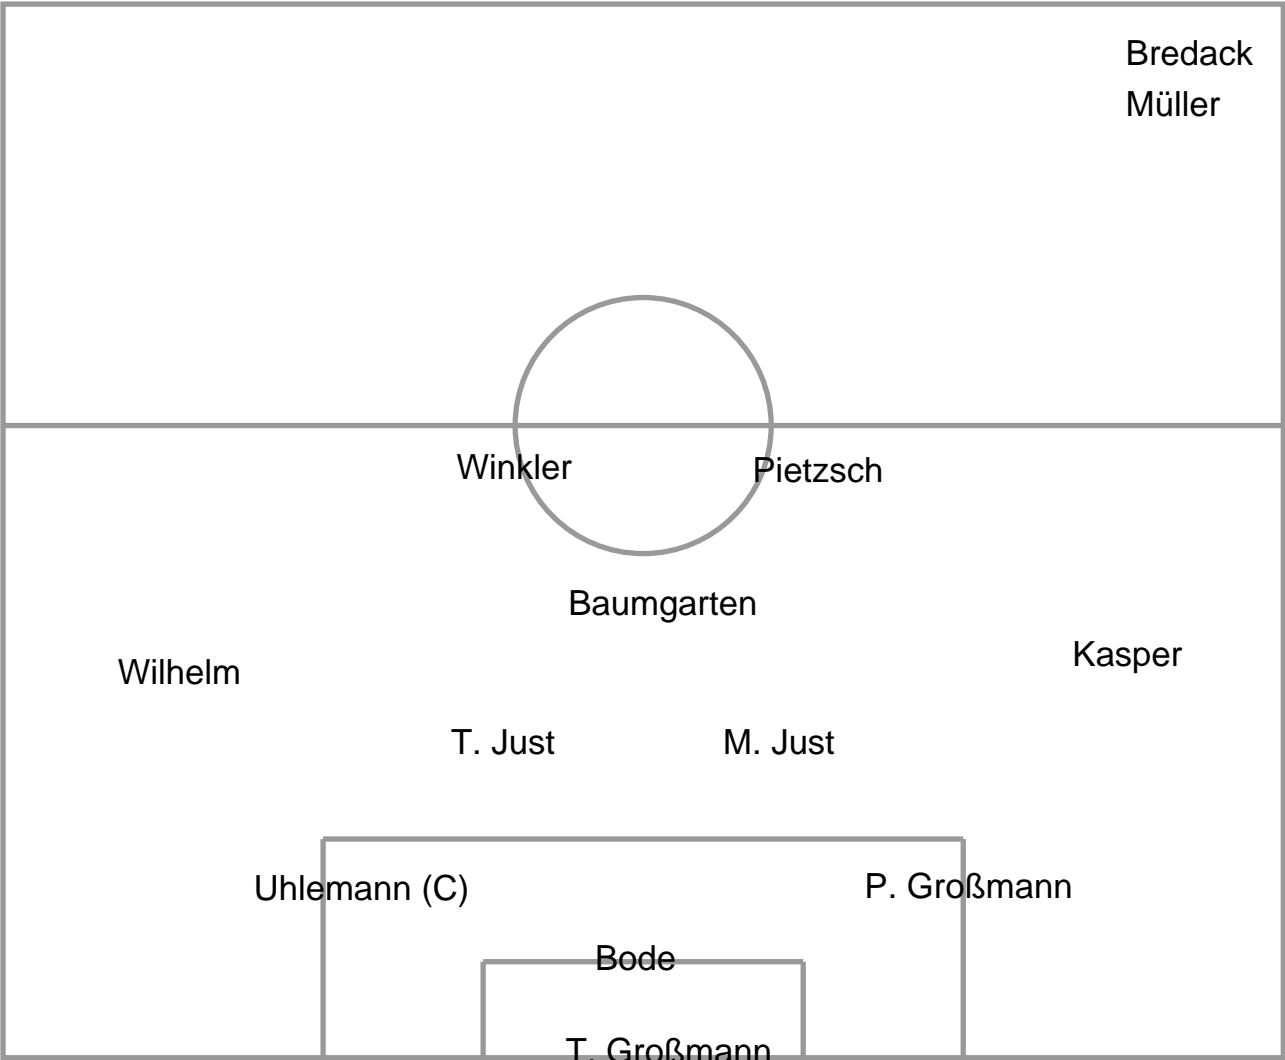 Bredack
Müller
Winkler
Pietzsch
Baumgarten
Kasper
Wilhelm
T. Just
M. Just
Uhlemann (C)
P. Großmann
Bode
T. Großmann